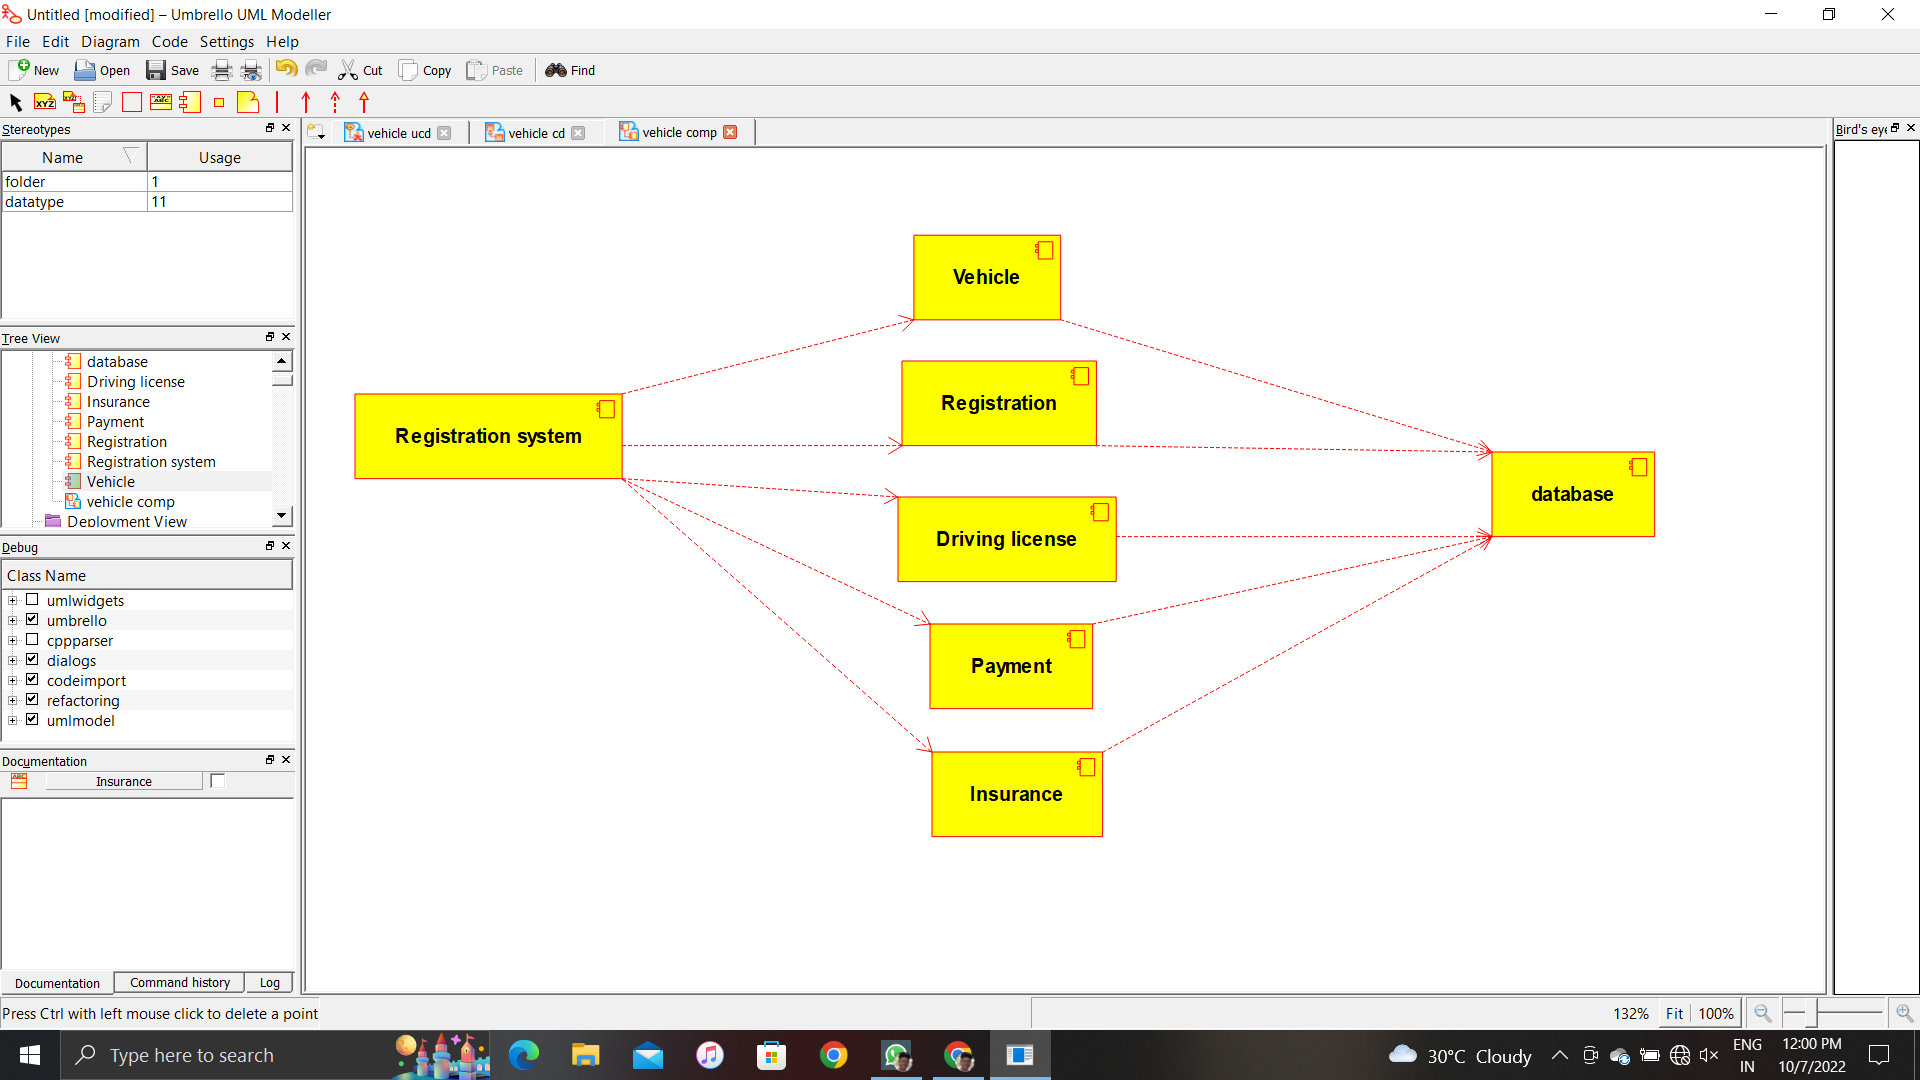 Untitled [modified] – Umbrello UML Modeller
File Edit Diagram Code Settings Help
New Open Save Cut Copy Paste Find
Stereotypes
Name Usage
folder 1
datatype 11
Tree View
database
Driving license
Insurance
Payment
Registration
Registration system
Vehicle
vehicle comp
Deployment View
Debug
Class Name
umlwidgets
umbrello
cppparser
dialogs
codeimport
refactoring
umlmodel
Documentation
Insurance
Documentation Command history Log
vehicle ucd vehicle cd vehicle comp
Vehicle
Registration
Registration system
Driving license
Payment
Insurance
database
Bird's eye
Press Ctrl with left mouse click to delete a point
132% Fit 100%
Type here to search
30°C Cloudy
ENG
IN
12:00 PM
10/7/2022